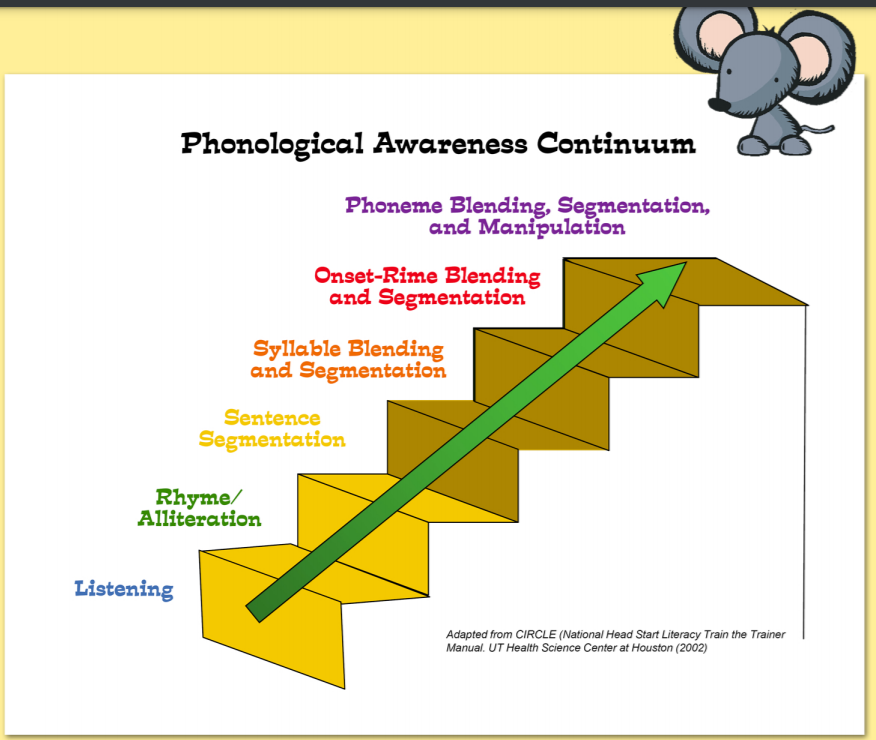 Phonological Awareness Continuum
Phoneme Blending, Segmentation,
and Manipulation
Onset-Rime Blending
and Segmentation
Syllable Blending
and Segmentation
Sentence
Segmentation
Rhyme/
Alliteration
Listening
Adapted from CIRCLE (National Head Start Literacy Train the Trainer
Manual. UT Health Science Center at Houston (2002)